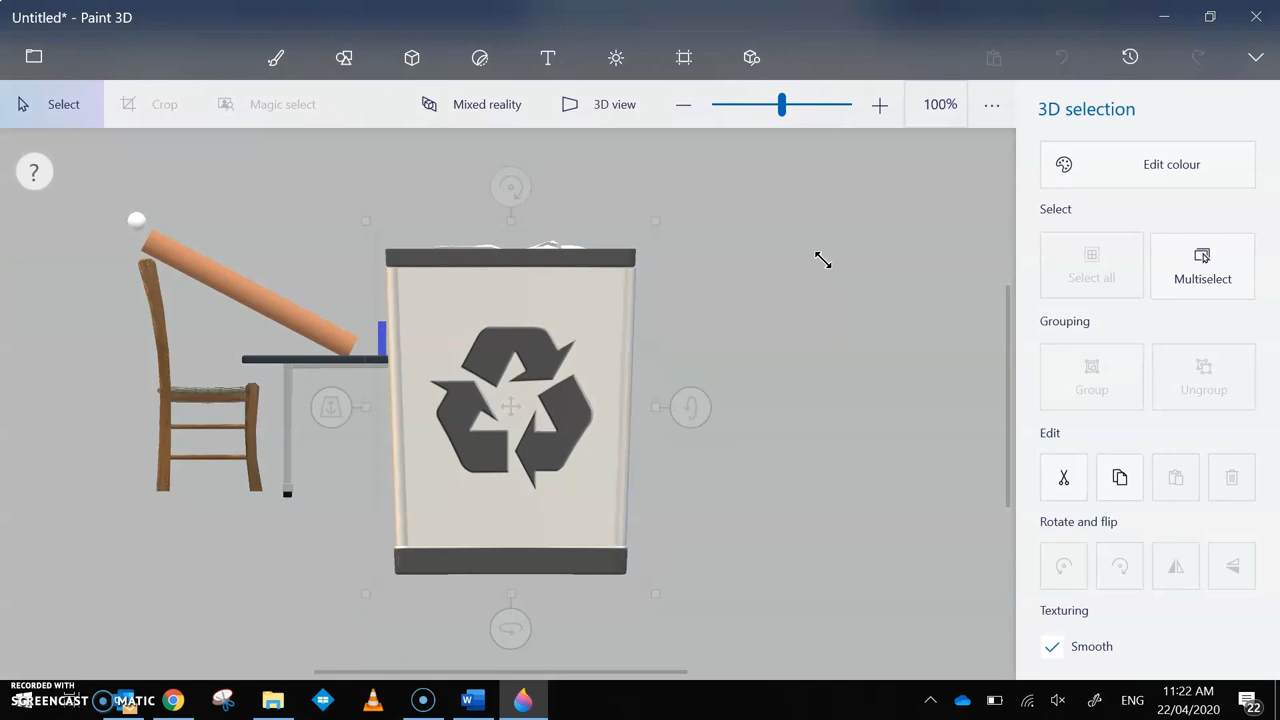 Untitled* - Paint 3D
Select
Crop
Magic select
Mixed reality
3D view
100%
3D selection
?
Edit colour
Select
Select all
Multiselect
Grouping
Group
Ungroup
Edit
Rotate and flip
Texturing
Smooth
RECORDED WITH
SCREENCAST MATIC
W
ENG
11:22 AM
22/04/2020
22